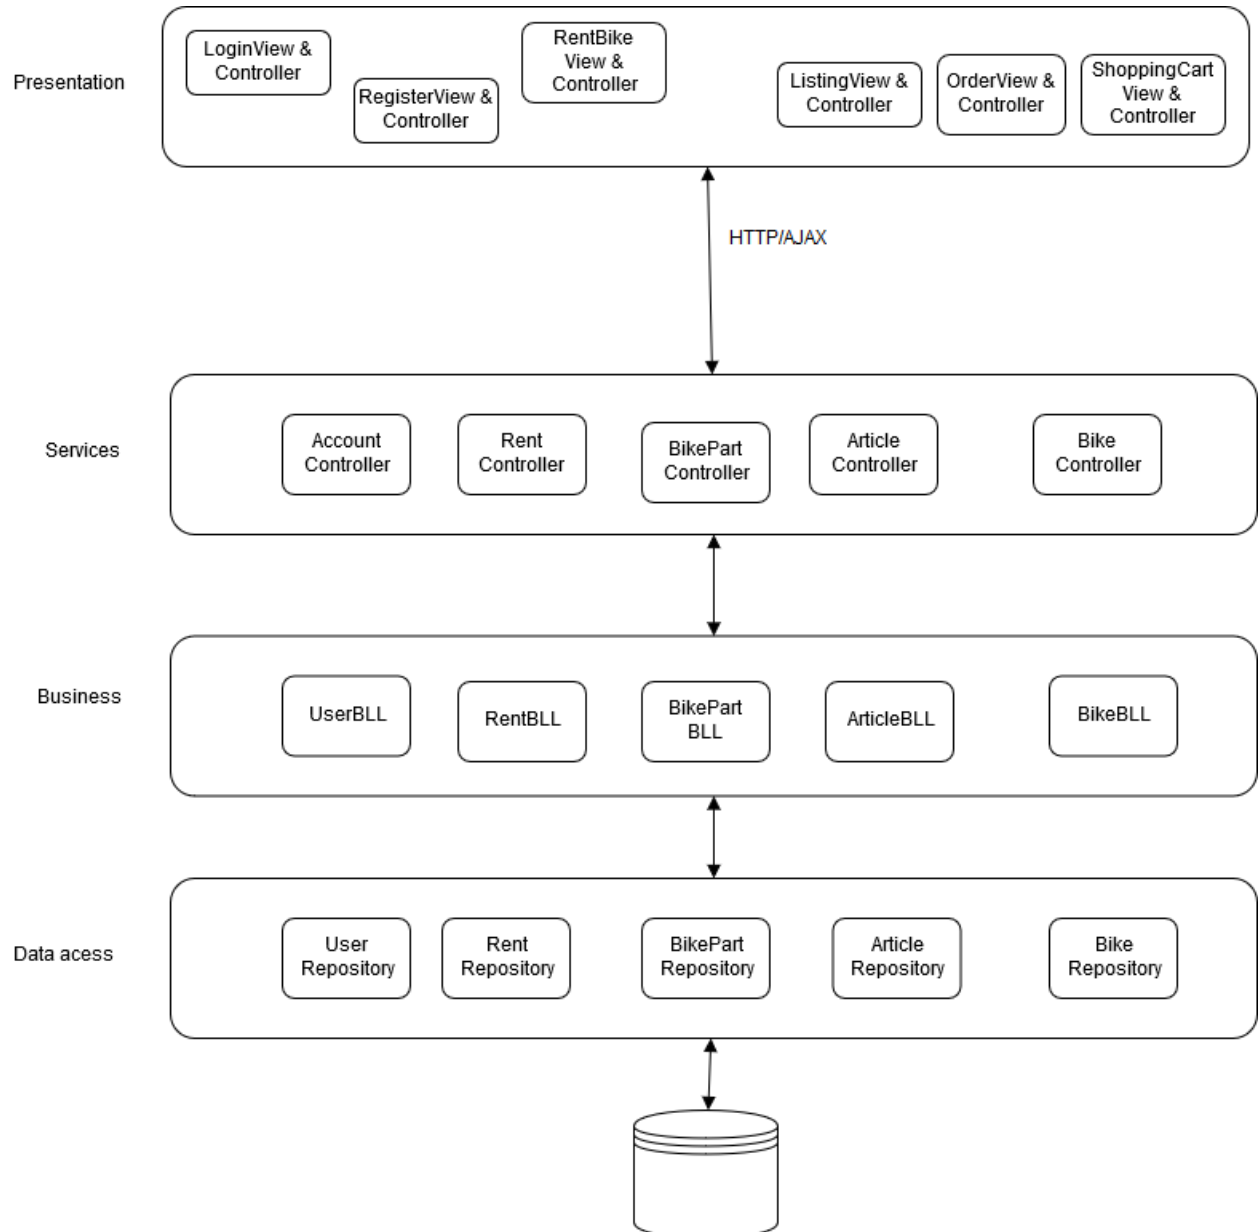 Presentation
LoginView &
Controller
RegisterView &
Controller
RentBike
View &
Controller
ListingView &
Controller
OrderView &
Controller
ShoppingCart
View &
Controller
HTTP/AJAX
Services
Account
Controller
Rent
Controller
BikePart
Controller
Article
Controller
Bike
Controller
Business
UserBLL
RentBLL
BikePart
BLL
ArticleBLL
BikeBLL
Data acess
User
Repository
Rent
Repository
BikePart
Repository
Article
Repository
Bike
Repository